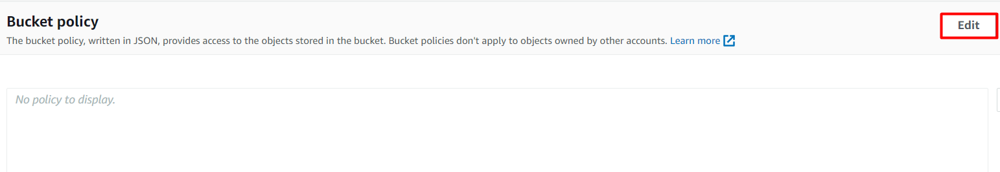 Bucket policy
Edit
The bucket policy, written in JSON, provides access to the objects stored in the bucket. Bucket policies don't apply to objects owned by other accounts. Learn more
No policy to display.